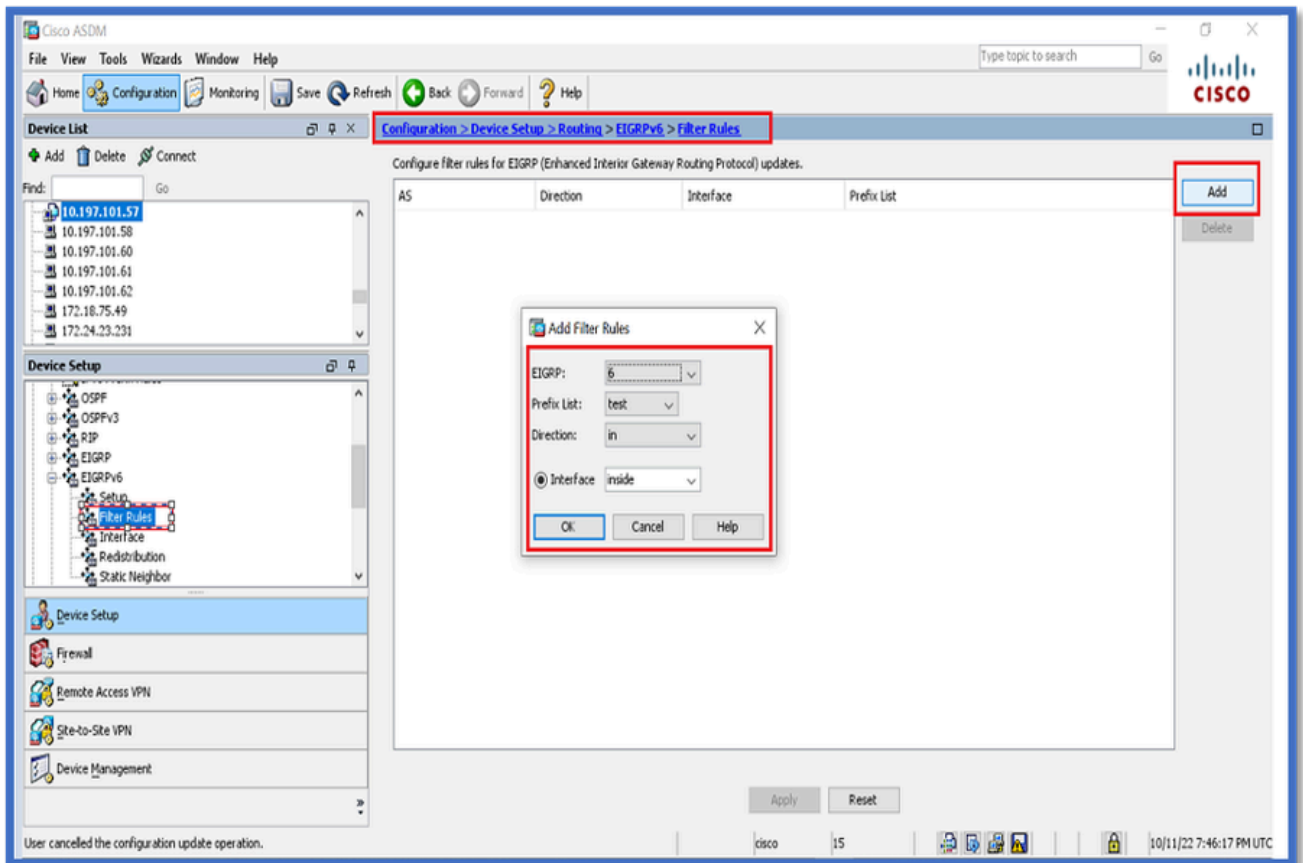 Cisco ASDM
File View Tools Wizards Window Help
Type topic to search Go
Home Configuration Monitoring Save Refresh Back Forward Help
CISCO
Device List
Add Delete Connect
Find: Go
10.197.101.57
10.197.101.58
10.197.101.60
10.197.101.61
10.197.101.62
172.18.75.49
172.24.23.231
Device Setup
OSPF
OSPFv3
RIP
EIGRP
EIGRPv6
Setup
Filter Rules
Interface
Redistribution
Static Neighbor
Device Setup
Firewall
Remote Access VPN
Site-to-Site VPN
Device Management
Configuration > Device Setup > Routing > EIGRPv6 > Filter Rules
Configure filter rules for EIGRP (Enhanced Interior Gateway Routing Protocol) updates.
AS Direction Interface Prefix List
Add
Delete
Add Filter Rules
EIGRP: 6
Prefix List: test
Direction: in
Interface inside
OK Cancel Help
Apply Reset
User cancelled the configuration update operation.
cisco 15 10/11/22 7:46:17 PM UTC